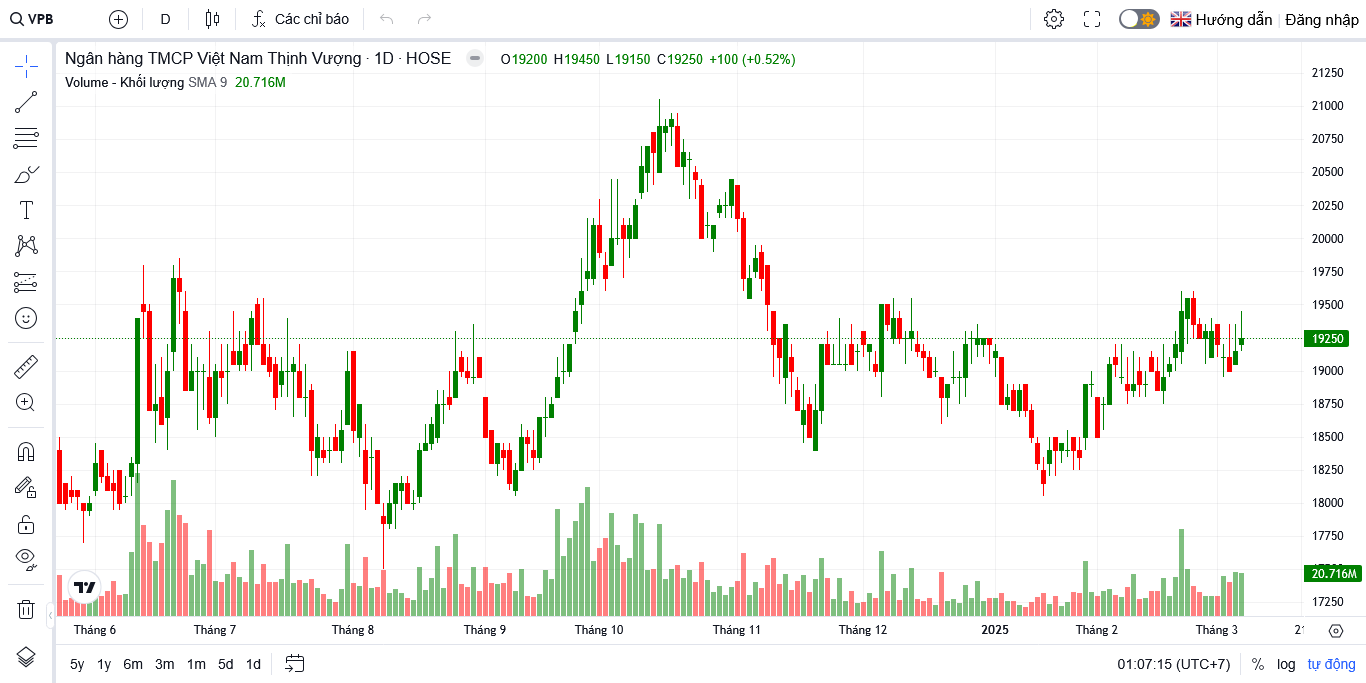 VPB D Các chỉ báo Hướng dẫn Đăng nhập
Ngân hàng TMCP Việt Nam Thịnh Vượng · 1D · HOSE O19200 H19450 L19150 C19250 +100 (+0.52%)
Volume - Khối lượng SMA 9 20.716M
21250
21000
20750
20500
20250
20000
19750
19500
19250
19000
18750
18500
18250
18000
17750
20.716M
17250
Tháng 6 Tháng 7 Tháng 8 Tháng 9 Tháng 10 Tháng 11 Tháng 12 2025 Tháng 2 Tháng 3
5y 1y 6m 3m 1m 5d 1d 01:07:15 (UTC+7) % log tự động